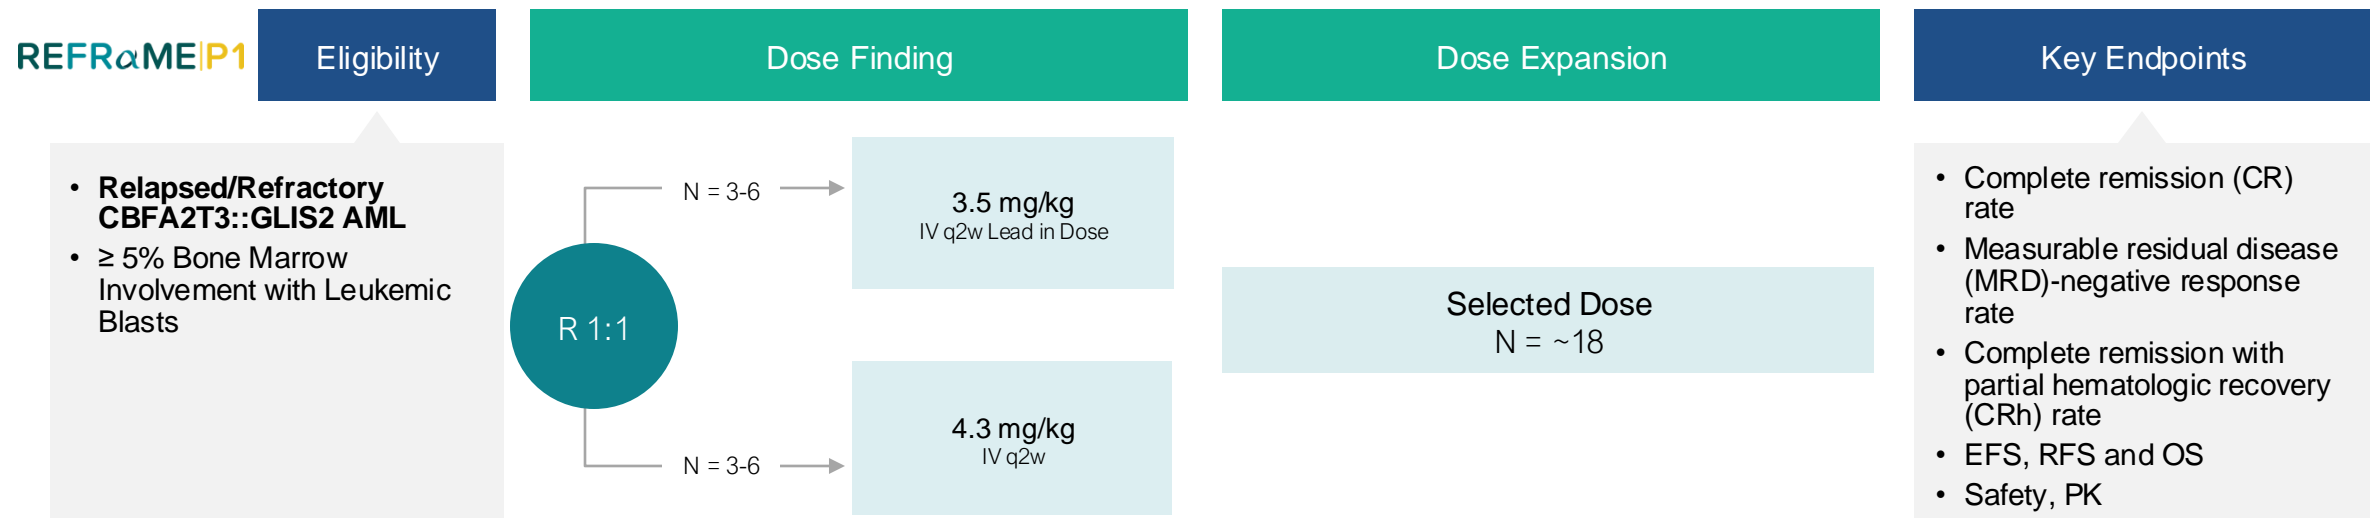 REFRαME|P1
Eligibility
Dose Finding
Dose Expansion
Key Endpoints
• Relapsed/Refractory
CBFA2T3::GLIS2 AML
• ≥ 5% Bone Marrow
Involvement with Leukemic
Blasts
R 1:1
N = 3-6
3.5 mg/kg
IV q2w Lead in Dose
N = 3-6
4.3 mg/kg
IV q2w
Selected Dose
N = ~18
• Complete remission (CR)
rate
• Measurable residual disease
(MRD)-negative response
rate
• Complete remission with
partial hematologic recovery
(CRh) rate
• EFS, RFS and OS
• Safety, PK